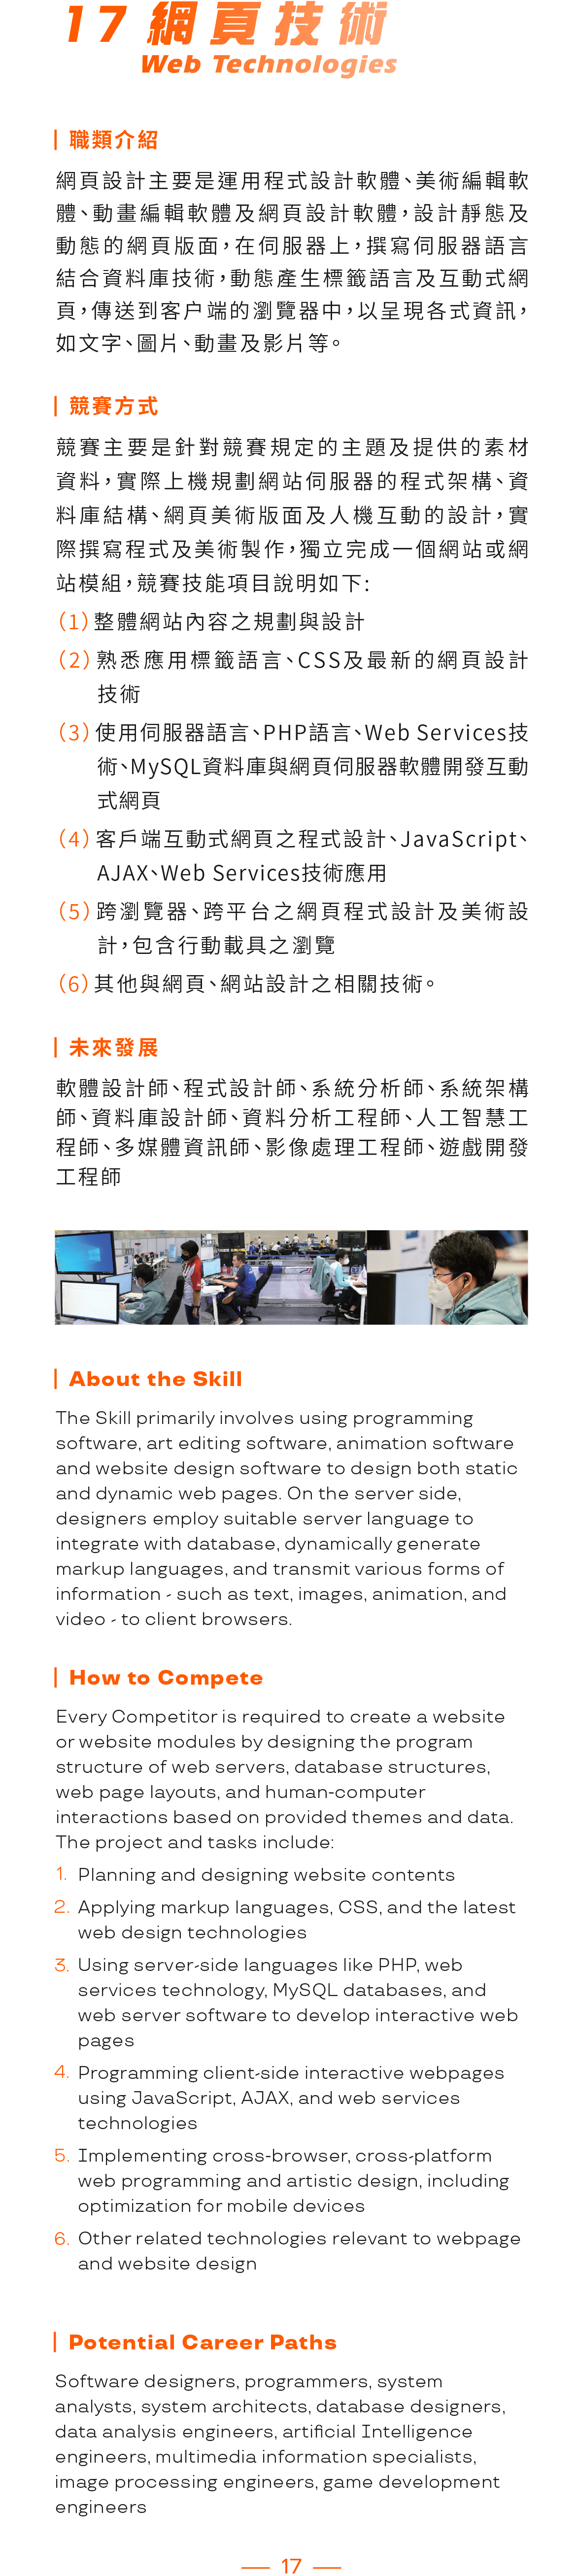 17 網頁技術
Web Technologies
職類介紹
網頁設計主要是運用程式設計軟體、美術編輯軟
體、動畫編輯軟體及網頁設計軟體，設計靜態及
動態的網頁版面，在伺服器上，撰寫伺服器語言
結合資料庫技術，動態產生標籤語言及互動式網
頁，傳送到客戶端的瀏覽器中，以呈現各式資訊，
如文字、圖片、動畫及影片等。
競賽方式
競賽主要是針對競賽規定的主題及提供的素材
資料，實際上機規劃網站伺服器的程式架構、資
料庫結構、網頁美術版面及人機互動的設計，實
際撰寫程式及美術製作，獨立完成一個網站或網
站模組，競賽技能項目說明如下：
（1）整體網站內容之規劃與設計
（2）熟悉應用標籤語言、CSS及最新的網頁設計
技術
（3）使用伺服器語言、PHP語言、Web Services技
術、MySQL資料庫與網頁伺服器軟體開發互動
式網頁
（4）客戶端互動式網頁之程式設計、JavaScript、
AJAX、Web Services技術應用
（5）跨瀏覽器、跨平台之網頁程式設計及美術設
計，包含行動載具之瀏覽
（6）其他與網頁、網站設計之相關技術。
未來發展
軟體設計師、程式設計師、系統分析師、系統架構
師、資料庫設計師、資料分析工程師、人工智慧工
程師、多媒體資訊師、影像處理工程師、遊戲開發
工程師
About the Skill
The Skill primarily involves using programming
software, art editing software, animation software
and website design software to design both static
and dynamic web pages. On the server side,
designers employ suitable server language to
integrate with database, dynamically generate
markup languages, and transmit various forms of
information - such as text, images, animation, and
video - to client browsers.
How to Compete
Every Competitor is required to create a website
or website modules by designing the program
structure of web servers, database structures,
web page layouts, and human-computer
interactions based on provided themes and data.
The project and tasks include:
1. Planning and designing website contents
2. Applying markup languages, CSS, and the latest
web design technologies
3. Using server-side languages like PHP, web
services technology, MySQL databases, and
web server software to develop interactive web
pages
4. Programming client-side interactive webpages
using JavaScript, AJAX, and web services
technologies
5. Implementing cross-browser, cross-platform
web programming and artistic design, including
optimization for mobile devices
6. Other related technologies relevant to webpage
and website design
Potential Career Paths
Software designers, programmers, system
analysts, system architects, database designers,
data analysis engineers, artificial Intelligence
engineers, multimedia information specialists,
image processing engineers, game development
engineers
17